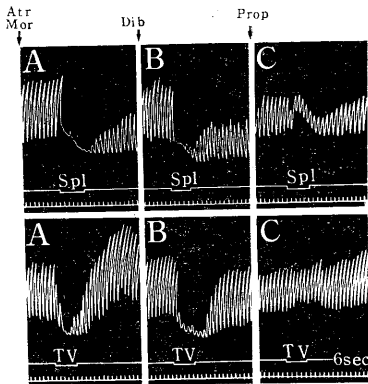 Atr Mor Dib Prop
A B C
Spl Spl Spl
A B C
TV TV TV 6sec